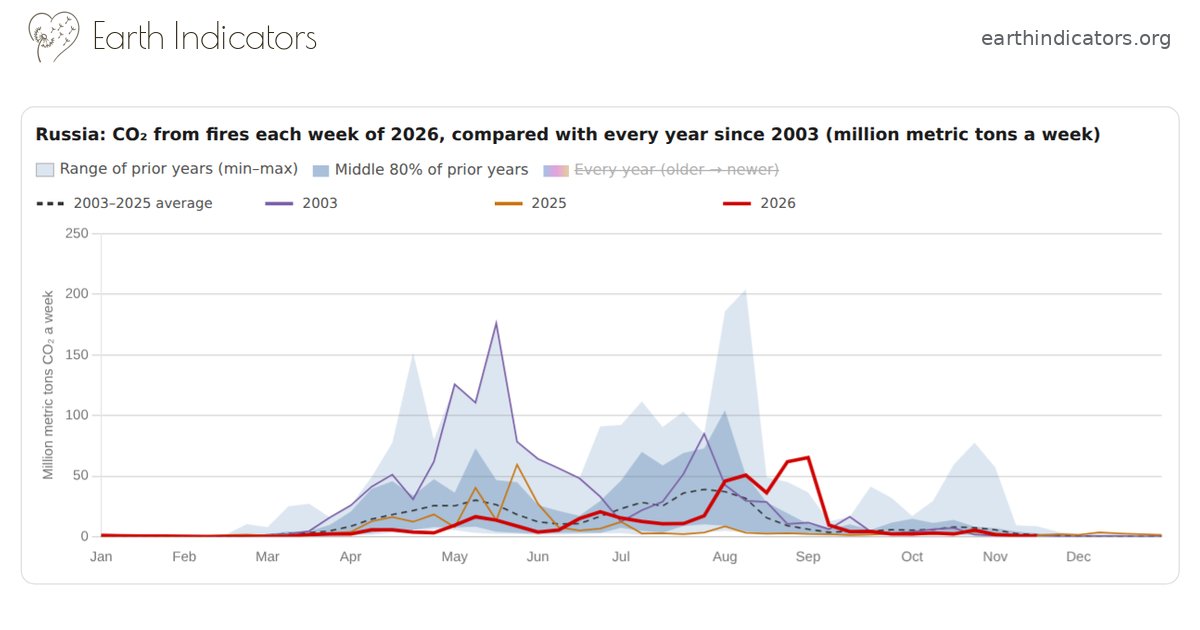 Earth Indicators
earthindicators.org
Russia: CO₂ from fires each week of 2026, compared with every year since 2003 (million metric tons a week)
Range of prior years (min–max) Middle 80% of prior years Every year (older → newer)
2003–2025 average 2003 2025 2026
Million metric tons CO₂ a week
250
200
150
100
50
0
Jan Feb Mar Apr May Jun Jul Aug Sep Oct Nov Dec